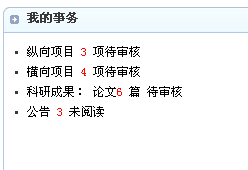 我的事务
纵向项目 3 项待审核
横向项目 4 项待审核
科研成果： 论文6 篇 待审核
公告 3 未阅读